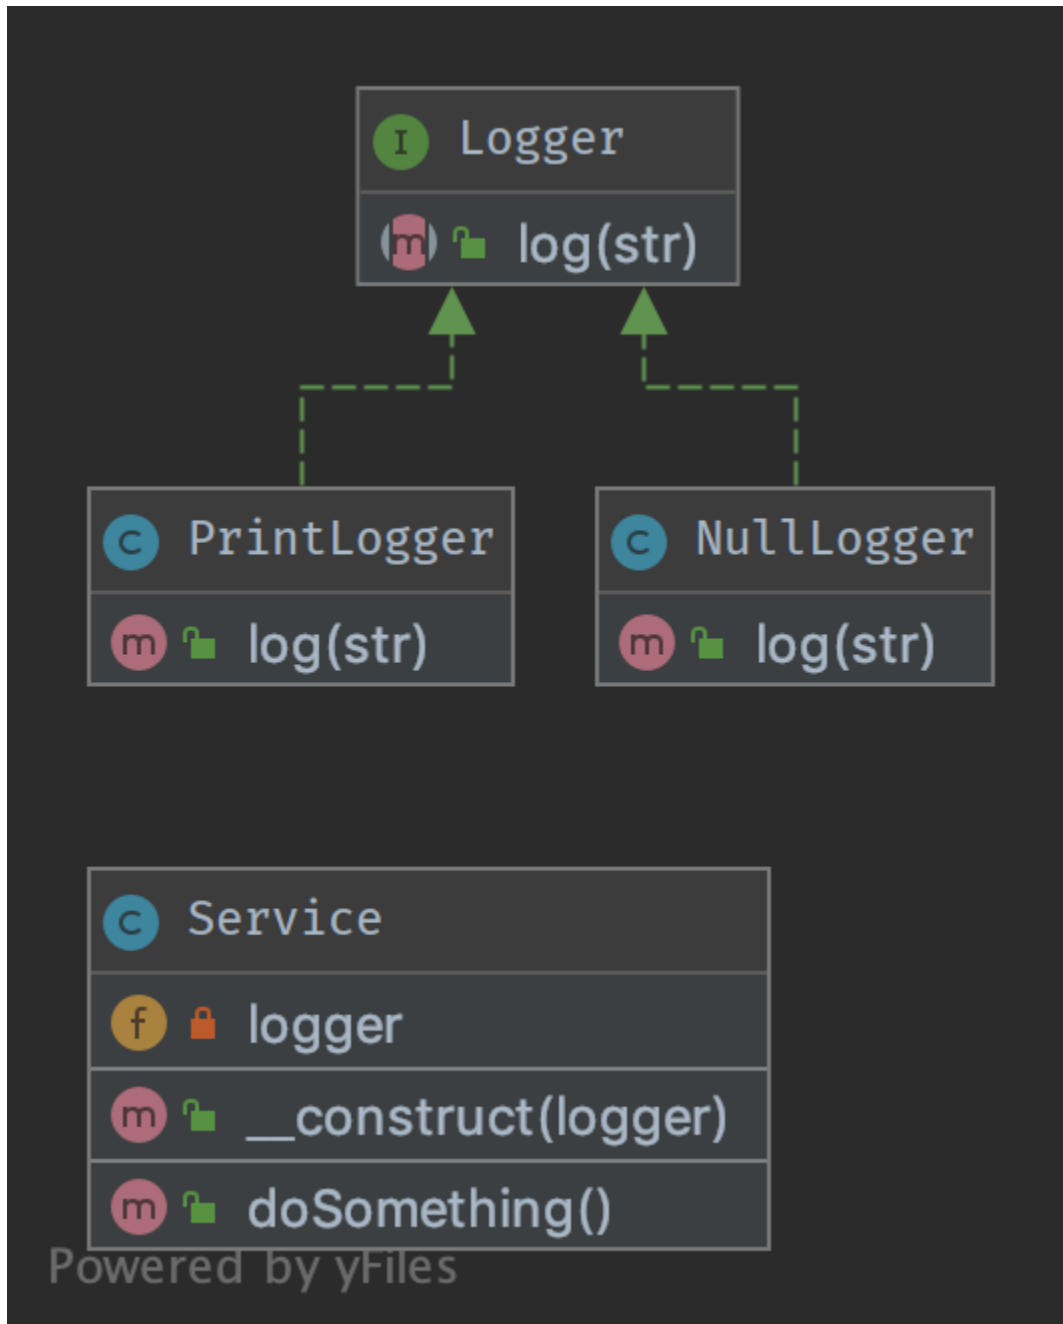 I Logger
m log(str)
C PrintLogger
m log(str)
C NullLogger
m log(str)
C Service
f logger
m __construct(logger)
m doSomething()
Powered by yFiles